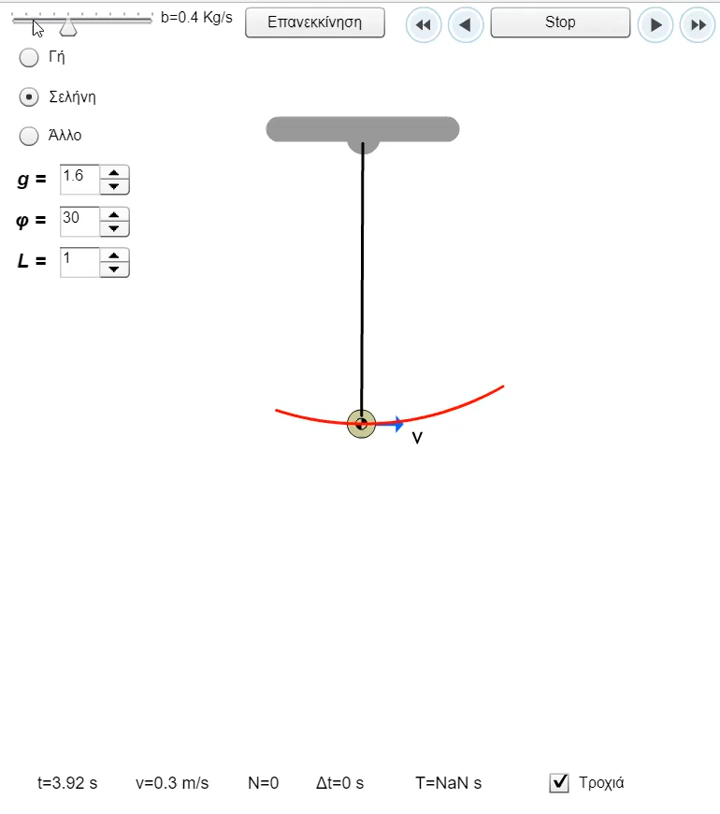 b=0.4 Kg/s
Επανεκκίνηση
Stop
Γή
Σελήνη
Άλλο
g = 1.6
φ = 30
L = 1
v
t=3.92 s v=0.3 m/s N=0 Δt=0 s T=NaN s Τροχιά